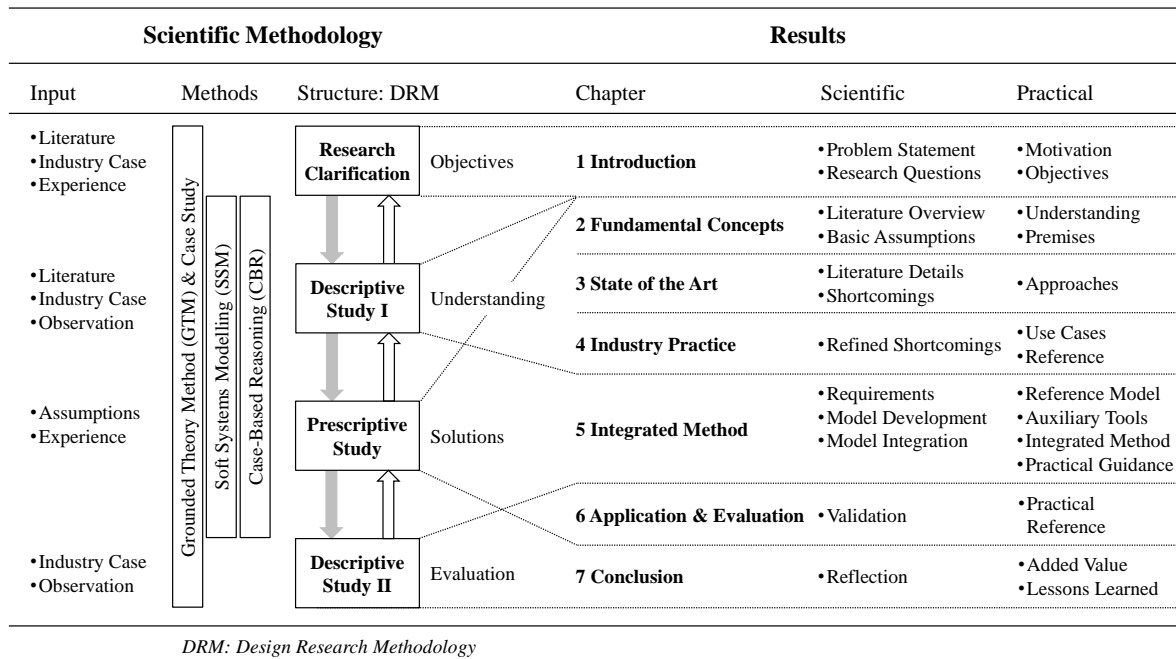 Scientific Methodology
Results
Input
Methods
Structure: DRM
Chapter
Scientific
Practical
•Literature
•Industry Case
•Experience
•Literature
•Industry Case
•Observation
•Assumptions
•Experience
•Industry Case
•Observation
Grounded Theory Method (GTM) & Case Study
Soft Systems Modelling (SSM)
Case-Based Reasoning (CBR)
Research
Clarification
Objectives
Descriptive
Study I
Understanding
Prescriptive
Study
Solutions
Descriptive
Study II
Evaluation
1 Introduction
•Problem Statement
•Research Questions
•Motivation
•Objectives
2 Fundamental Concepts
•Literature Overview
•Basic Assumptions
•Understanding
•Premises
3 State of the Art
•Literature Details
•Shortcomings
•Approaches
4 Industry Practice
•Refined Shortcomings
•Use Cases
•Reference
5 Integrated Method
•Requirements
•Model Development
•Model Integration
•Reference Model
•Auxiliary Tools
•Integrated Method
•Practical Guidance
6 Application & Evaluation
•Validation
•Practical
Reference
7 Conclusion
•Reflection
•Added Value
•Lessons Learned
DRM: Design Research Methodology